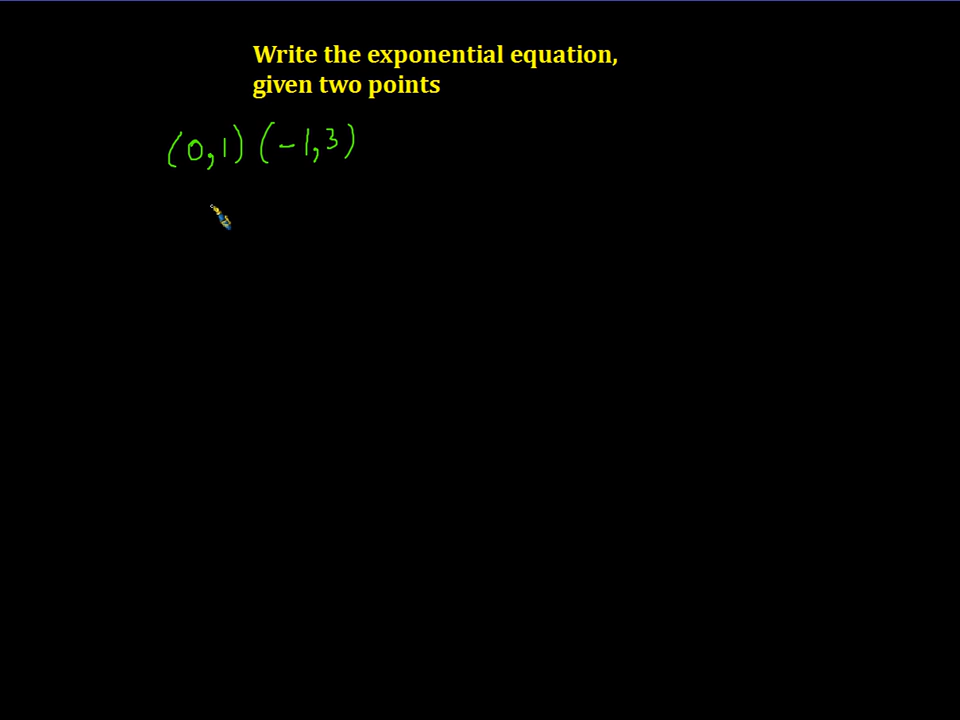 Write the exponential equation,
given two points
(0,1) (-1,3)